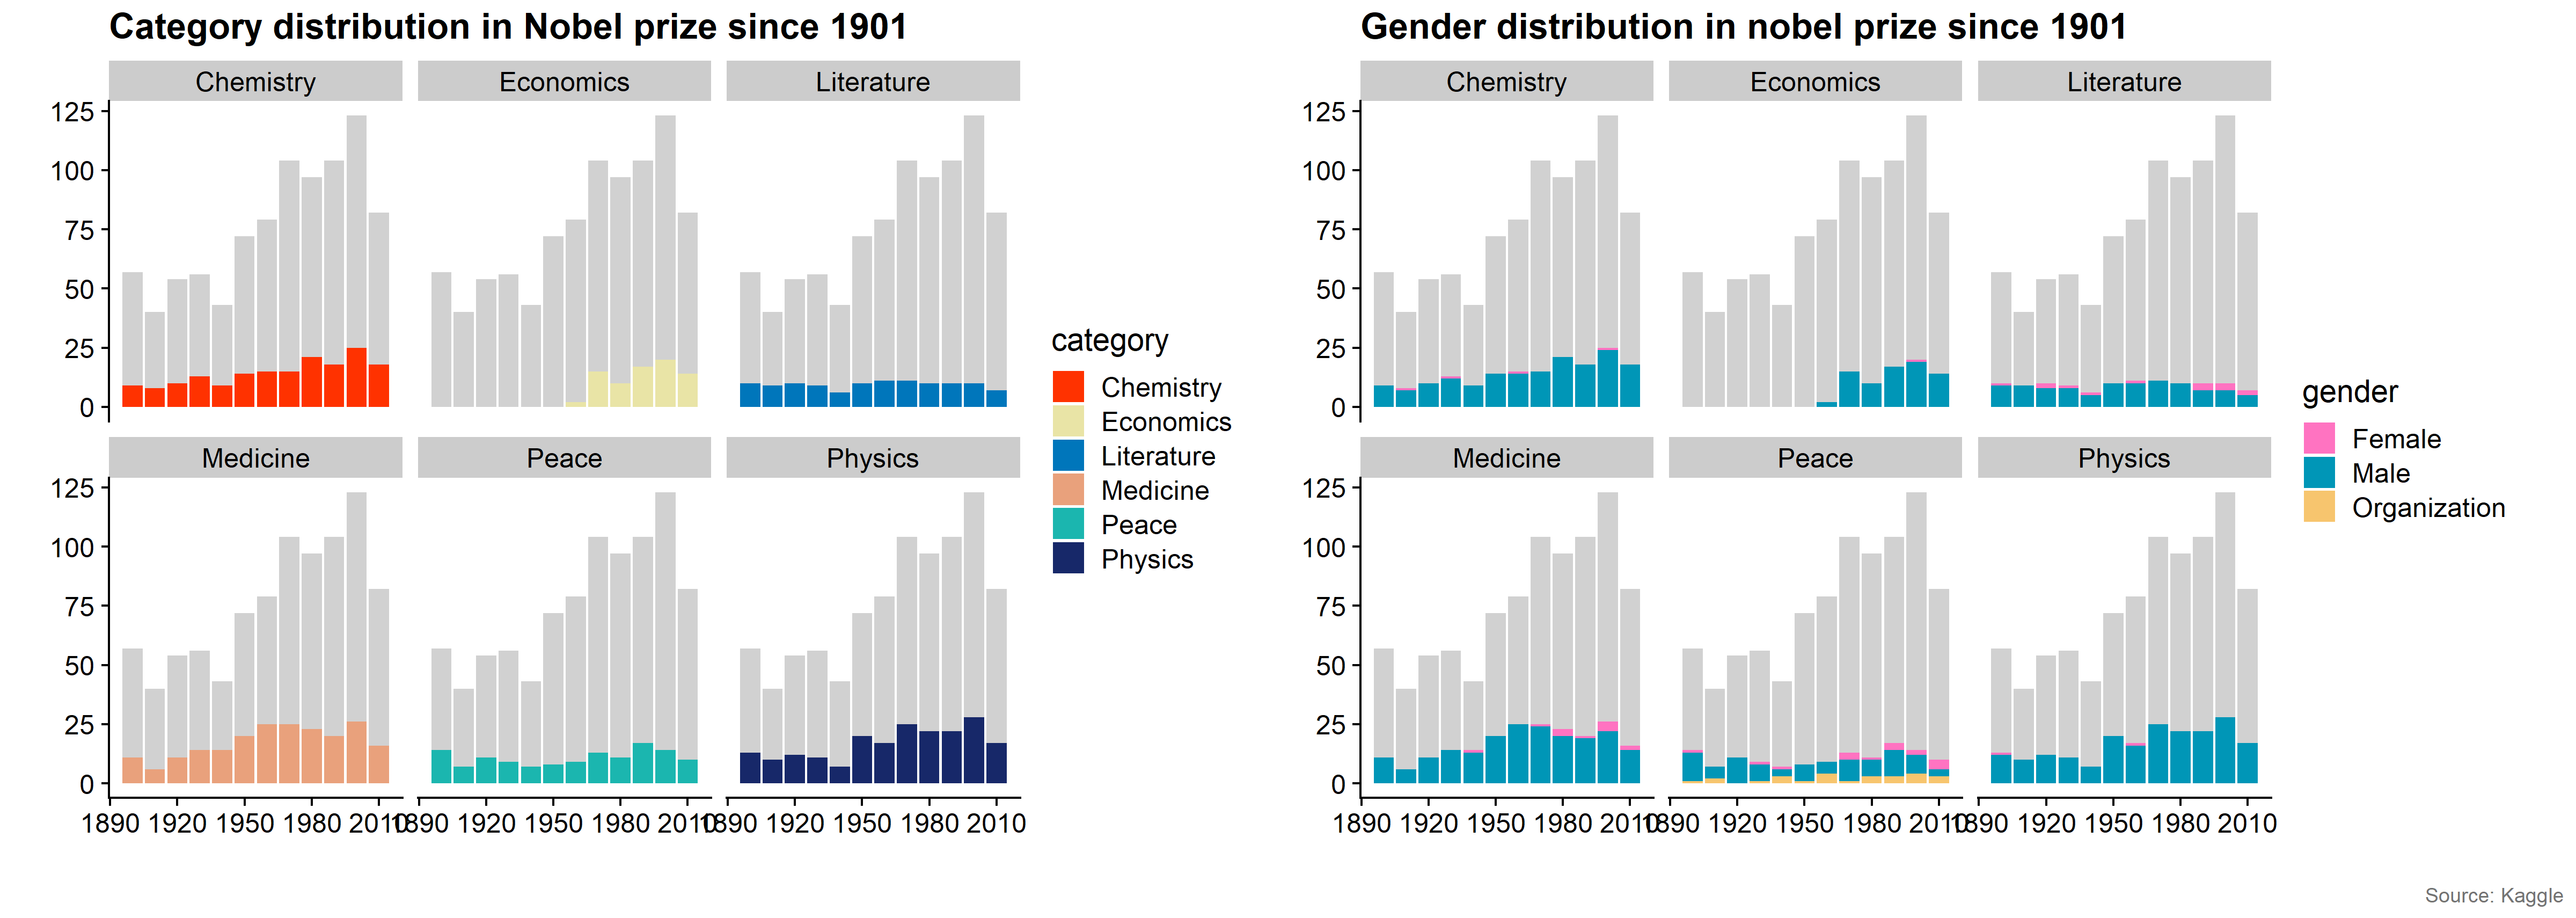 Category distribution in Nobel prize since 1901
Chemistry Economics Literature
125
100
75
50
25
0
Medicine Peace Physics
125
100
75
50
25
0
1890 1920 1950 1980 2010 1890 1920 1950 1980 2010 1890 1920 1950 1980 2010
category
Chemistry
Economics
Literature
Medicine
Peace
Physics
Gender distribution in nobel prize since 1901
Chemistry Economics Literature
125
100
75
50
25
0
Medicine Peace Physics
125
100
75
50
25
0
1890 1920 1950 1980 2010 1890 1920 1950 1980 2010 1890 1920 1950 1980 2010
gender
Female
Male
Organization
Source: Kaggle